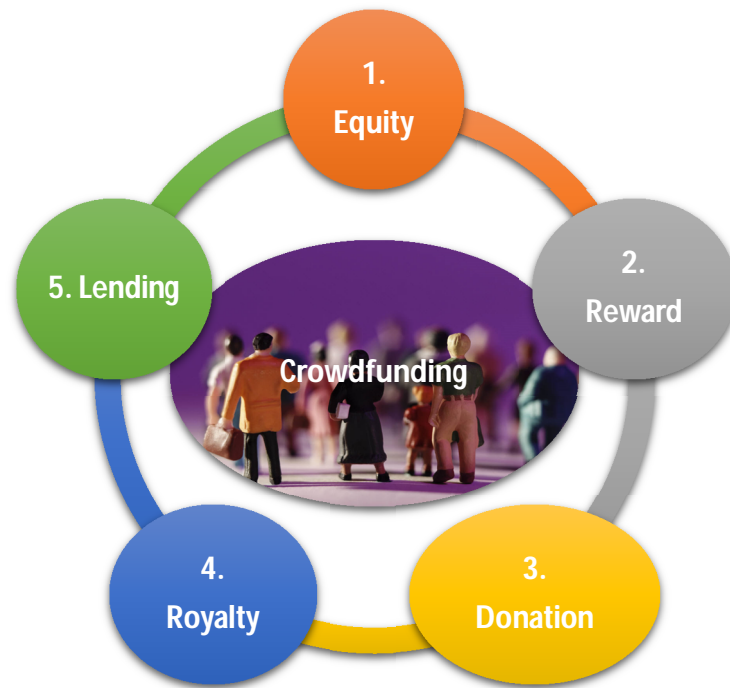 1.
Equity
2.
Reward
3.
Donation
4.
Royalty
5. Lending
Crowdfunding